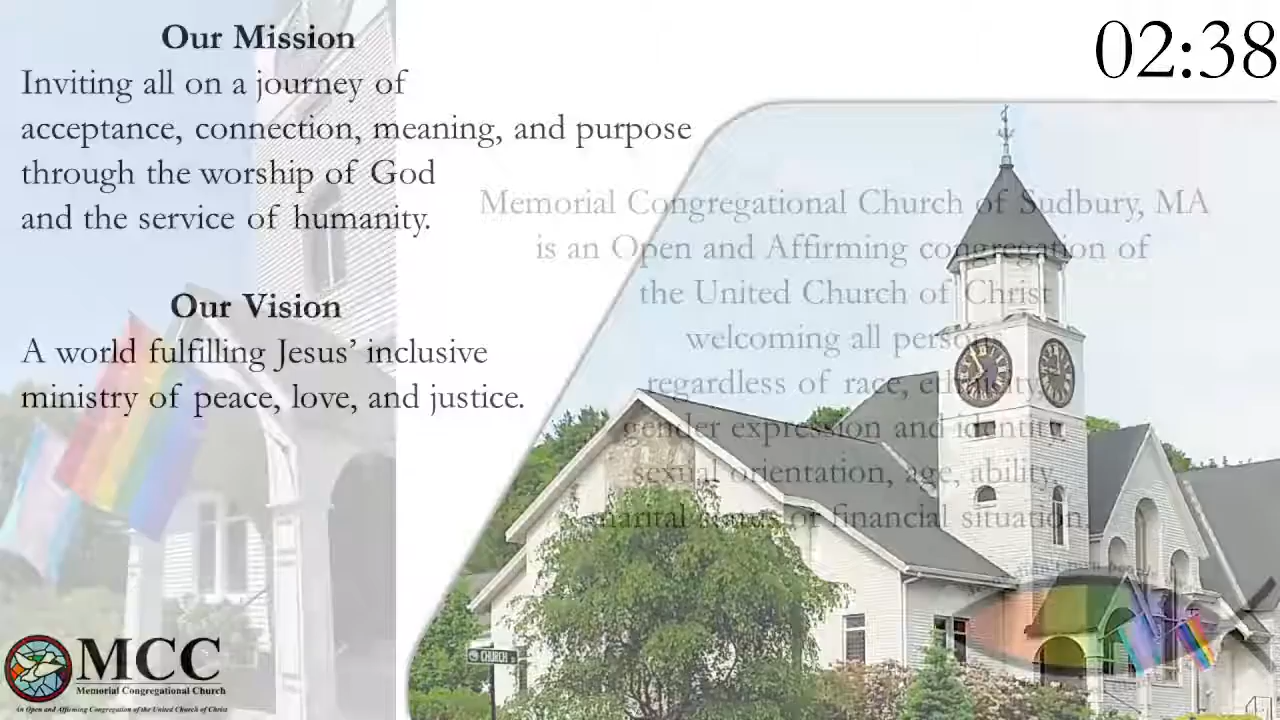 Our Mission
Inviting all on a journey of
acceptance, connection, meaning, and purpose
through the worship of God
and the service of humanity.
Our Vision
A world fulfilling Jesus’ inclusive
ministry of peace, love, and justice.
02:38
Memorial Congregational Church of Sudbury, MA
is an Open and Affirming congregation of
the United Church of Christ
welcoming all persons
regardless of race, ethnicity,
gender expression and identity
sexual orientation, age, ability,
marital status or financial situation.
CHURCH
MCC
Memorial Congregational Church
An Open and Affirming Congregation of the United Church of Christ